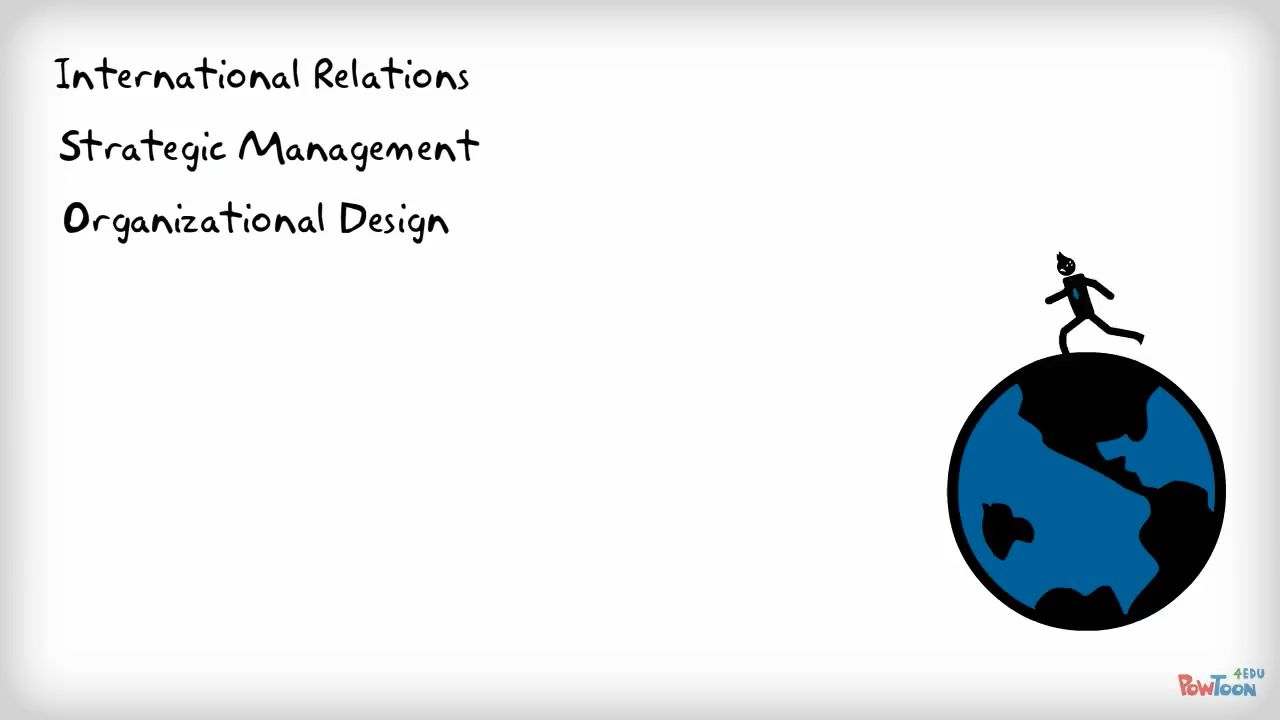 International Relations
Strategic Management
Organizational Design
4EDU
PowToon